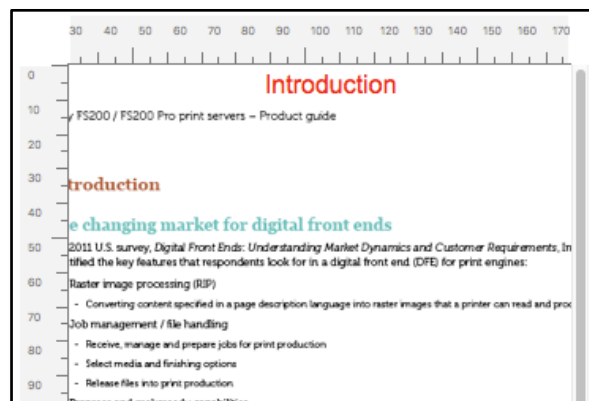 30 40 50 60 70 80 90 100 110 120 130 140 150 160 170
0
Introduction
10
y FS200 / FS200 Pro print servers – Product guide
20
30
troduction
40
e changing market for digital front ends
50
2011 U.S. survey, Digital Front Ends: Understanding Market Dynamics and Customer Requirements, In
tified the key features that respondents look for in a digital front end (DFE) for print engines:
60
Raster image processing (RIP)
- Converting content specified in a page description language into raster images that a printer can read and proc
70
Job management / file handling
- Receive, manage and prepare jobs for print production
80
- Select media and finishing options
90
- Release files into print production